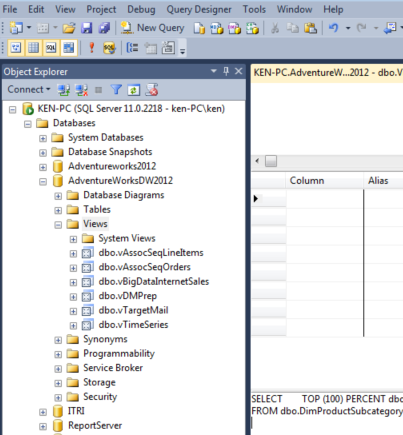 File Edit View Project Debug Query Designer Tools Window Help
New Query
Object Explorer
KEN-PC.AdventureW...2012 - dbo.V
Connect
KEN-PC (SQL Server 11.0.2218 - ken-PC\ken)
Databases
System Databases
Database Snapshots
Adventureworks2012
AdventureWorksDW2012
Database Diagrams
Tables
Views
System Views
dbo.vAssocSeqLineItems
dbo.vAssocSeqOrders
dbo.vBigDataInternetSales
dbo.vDMPrep
dbo.vTargetMail
dbo.vTimeSeries
Synonyms
Programmability
Service Broker
Storage
Security
ITRI
ReportServer
Column Alias
SELECT TOP (100) PERCENT dbo
FROM dbo.DimProductSubcategory